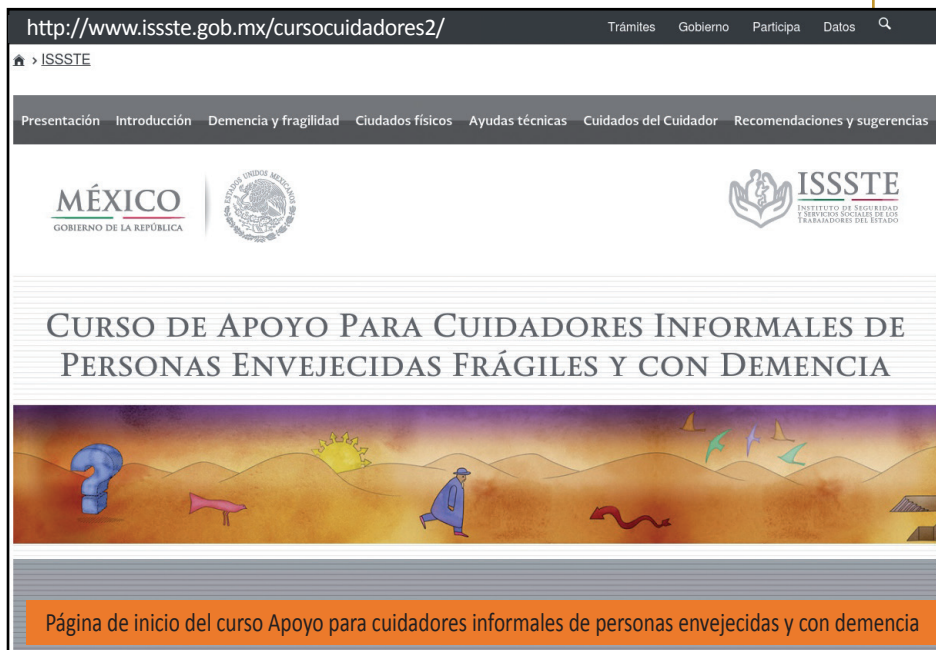 http://www.issste.gob.mx/cursocuidadores2/ Trámites Gobierno Participa Datos
> ISSSTE
Presentación Introducción Demencia y fragilidad Ciudados físicos Ayudas técnicas Cuidados del Cuidador Recomendaciones y sugerencias
MÉXICO
GOBIERNO DE LA REPÚBLICA
ESTADOS UNIDOS MEXICANOS
ISSSTE
INSTITUTO DE SEGURIDAD
Y SERVICIOS SOCIALES DE LOS
TRABAJADORES DEL ESTADO
CURSO DE APOYO PARA CUIDADORES INFORMALES DE
PERSONAS ENVEJECIDAS FRÁGILES Y CON DEMENCIA
?
Página de inicio del curso Apoyo para cuidadores informales de personas envejecidas y con demencia